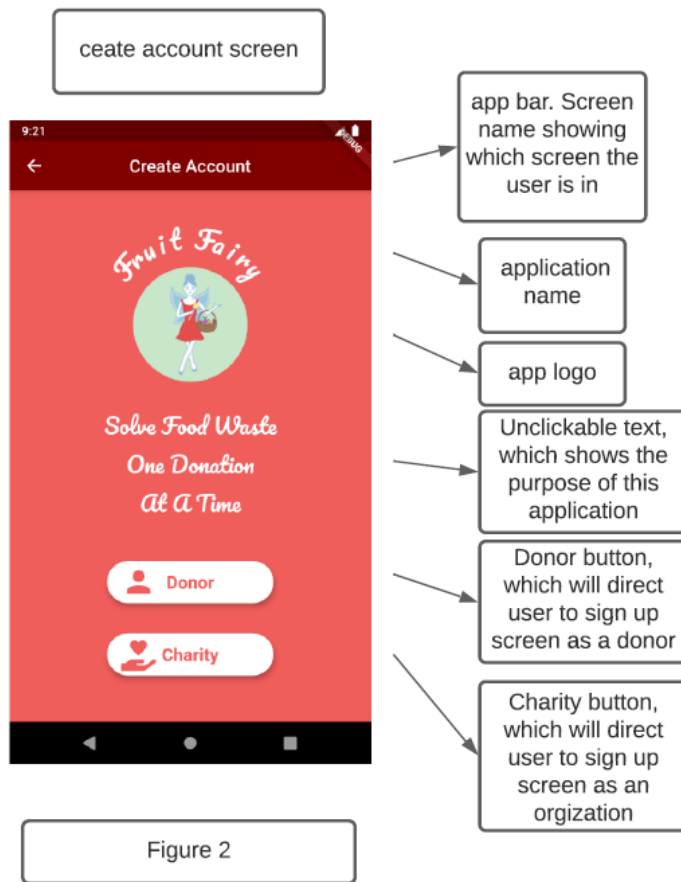 ceate account screen
9:21
DEBUG
Create Account
Fruit Fairy
Solve Food Waste
One Donation
At A Time
Donor
Charity
app bar. Screen
name showing
which screen the
user is in
application
name
app logo
Unclickable text,
which shows the
purpose of this
application
Donor button,
which will direct
user to sign up
screen as a donor
Charity button,
which will direct
user to sign up
screen as an
orgization
Figure 2